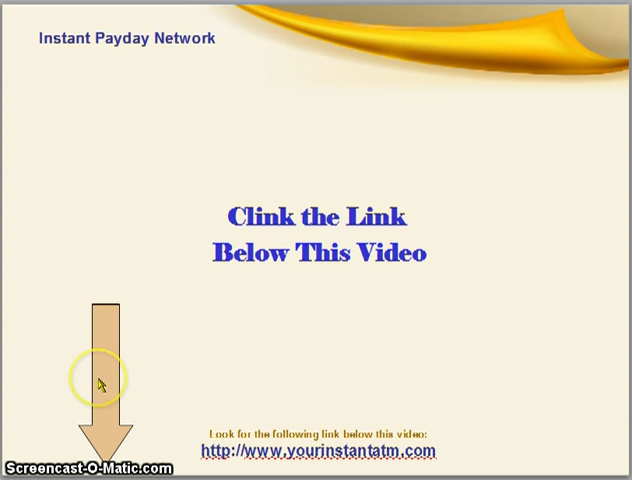 Instant Payday Network
Clink the Link
Below This Video
Look for the following link below this video:
http://www.yourinstantatm.com
Screencast-O-Matic.com